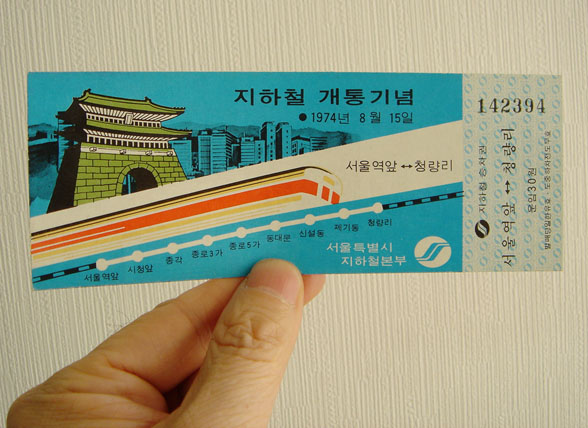 지하철 개통기념
● 1974년 8월 15일
서울역앞 ↔ 청량리
서울역앞
시청앞
종각
종로3가
종로5가
동대문
신설동
제기동
청량리
서울특별시
지하철본부
142394
지하철 승차권
서울역앞 ↔ 청량리
운임30원